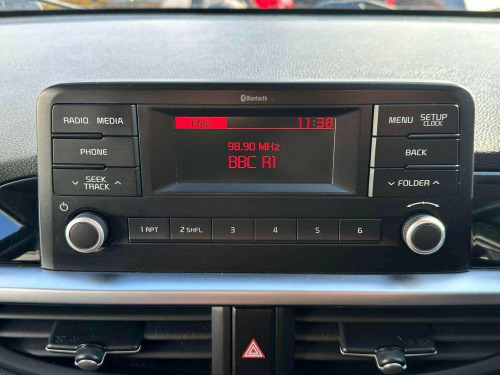 Bluetooth
RADIO MEDIA
PHONE
SEEK
TRACK
FM1 11:38
98.90 MHz
BBC R1
MENU SETUP
CLOCK
BACK
FOLDER
1 RPT 2 SHFL 3 4 5 6